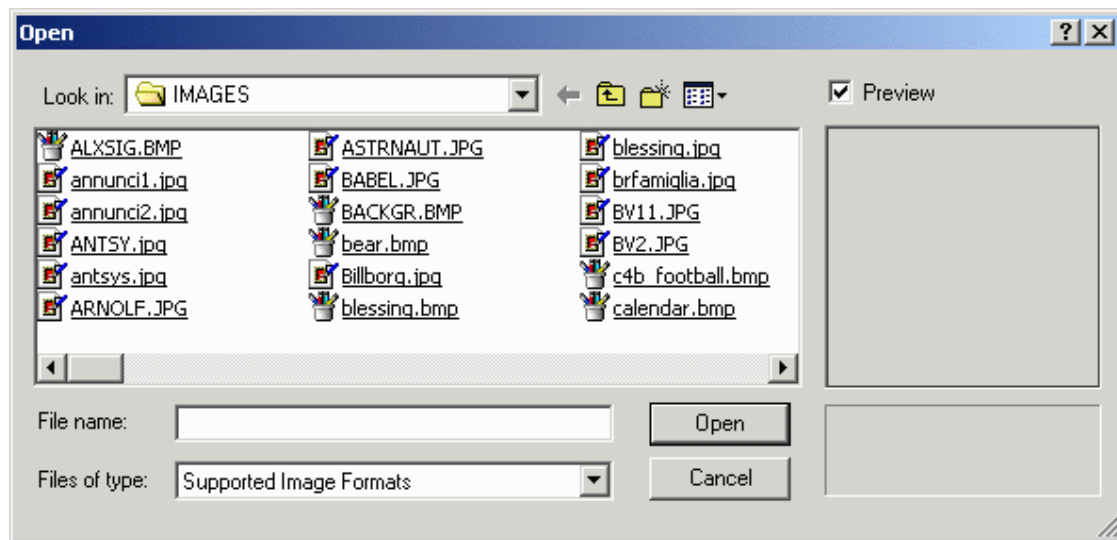 Open
Look in: IMAGES
Preview
ALXSIG.BMP
annunci1.jpg
annunci2.jpg
ANTSY.jpg
antsys.jpg
ARNOLF.JPG
ASTRNAUT.JPG
BABEL.JPG
BACKGR.BMP
bear.bmp
Billborg.jpg
blessing.bmp
blessing.jpg
brfamiglia.jpg
BV11.JPG
BV2.JPG
c4b_football.bmp
calendar.bmp
File name:
Open
Files of type: Supported Image Formats
Cancel